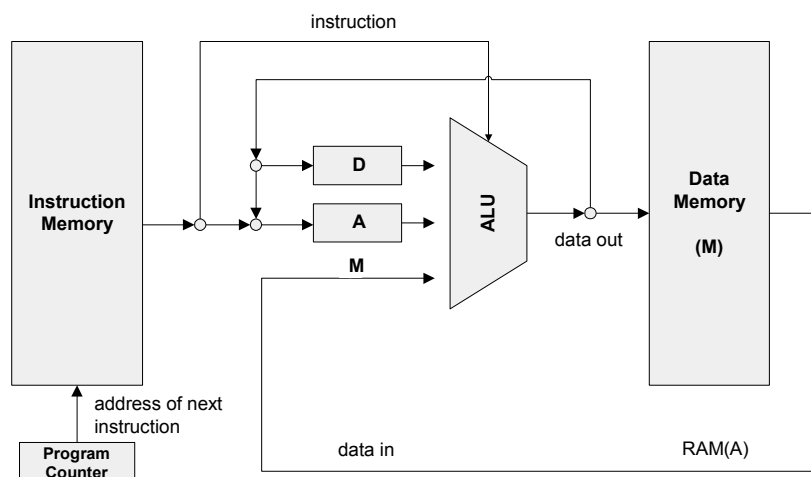 instruction
Instruction
Memory
D
A
M
ALU
data out
Data
Memory
(M)
address of next
instruction
Program
Counter
data in
RAM(A)